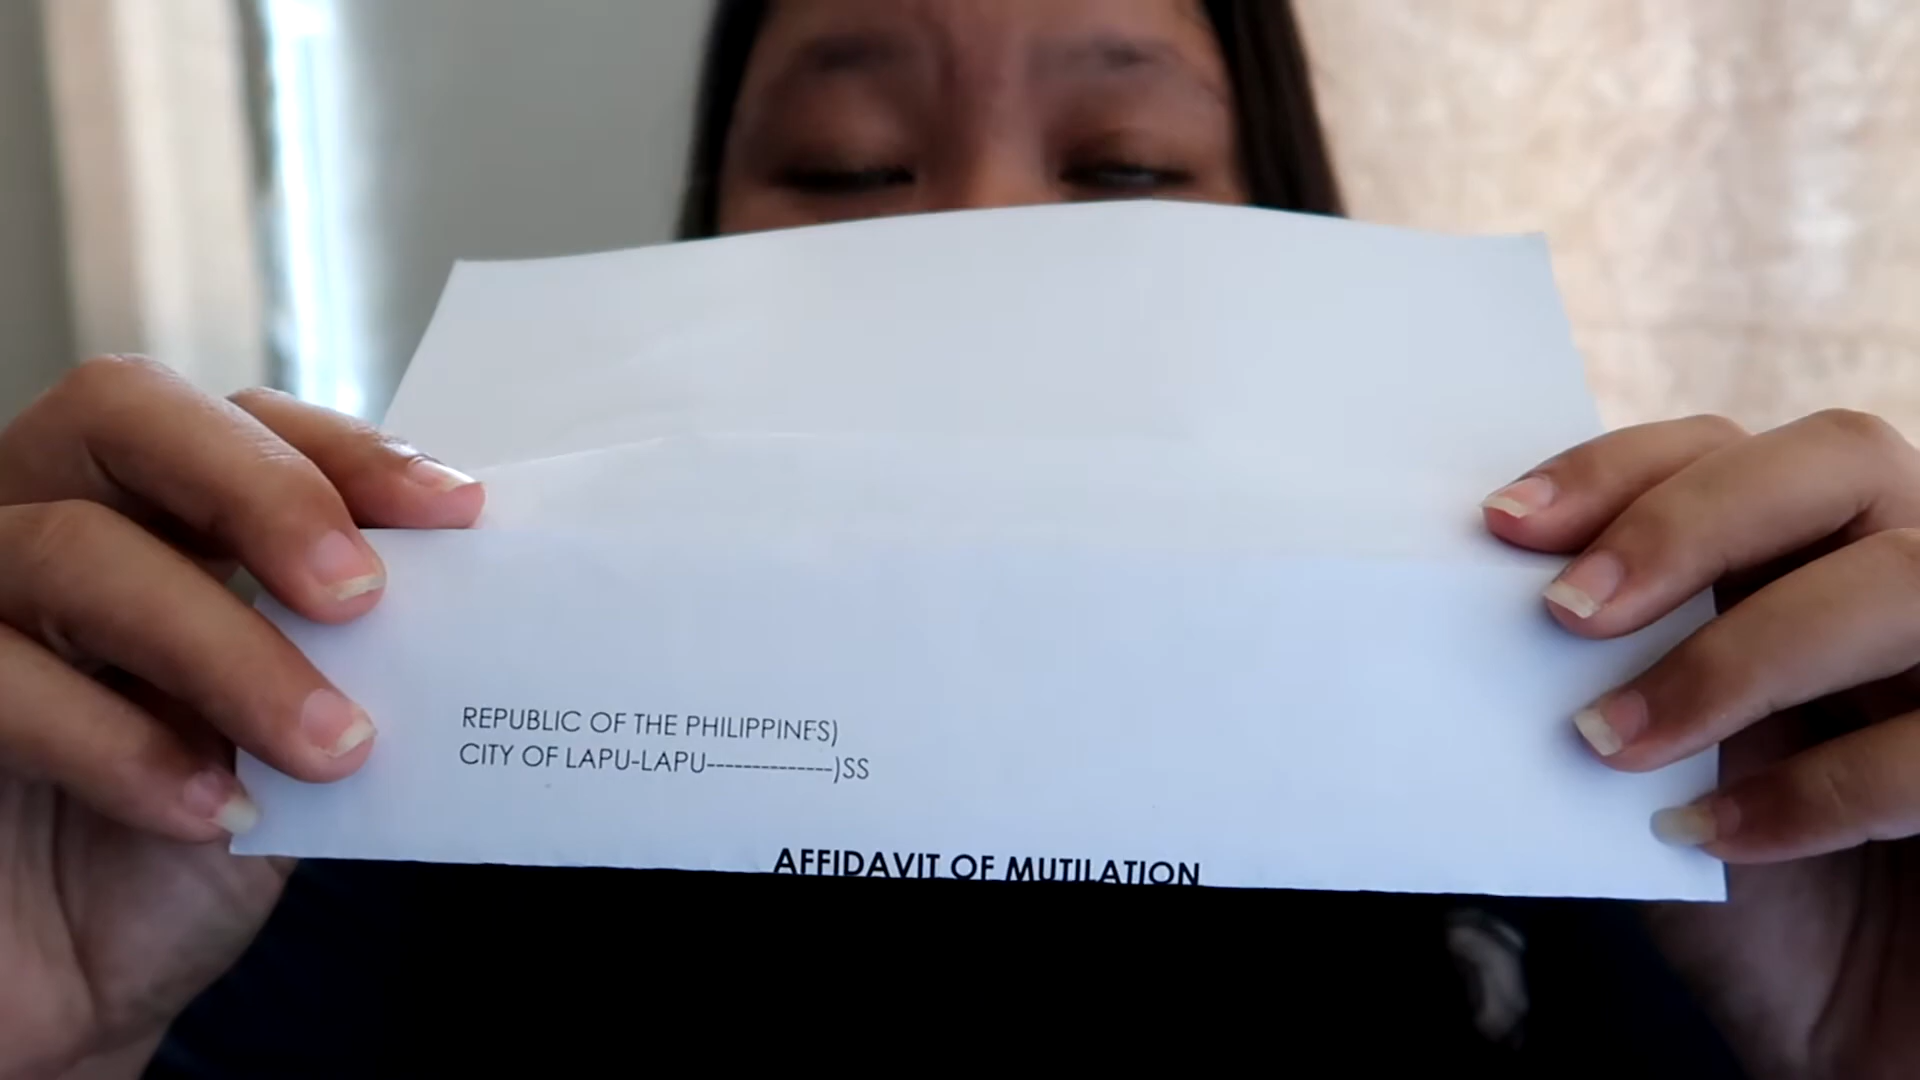 REPUBLIC OF THE PHILIPPINES)
CITY OF LAPU-LAPU--------------)SS
AFFIDAVIT OF MUTILATION